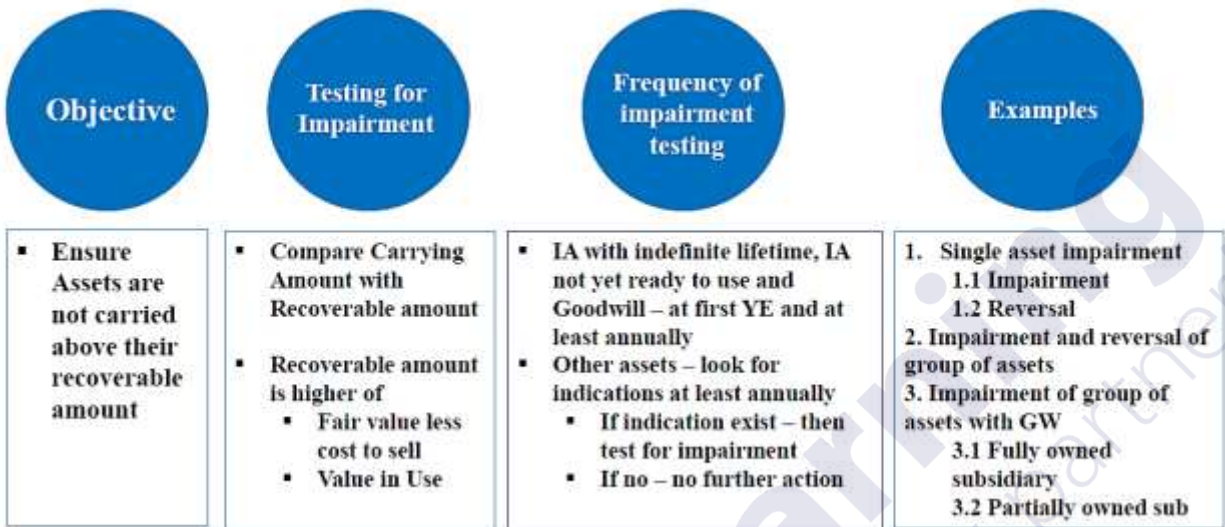 Objective
Testing for
Impairment
Frequency of
impairment
testing
Examples
▪ Ensure
Assets are
not carried
above their
recoverable
amount
▪ Compare Carrying
Amount with
Recoverable amount
▪ Recoverable amount
is higher of
▪ Fair value less
cost to sell
▪ Value in Use
▪ IA with indefinite lifetime, IA
not yet ready to use and
Goodwill – at first YE and at
least annually
▪ Other assets – look for
indications at least annually
▪ If indication exist – then
test for impairment
▪ If no – no further action
1. Single asset impairment
1.1 Impairment
1.2 Reversal
2. Impairment and reversal of
group of assets
3. Impairment of group of
assets with GW
3.1 Fully owned
subsidiary
3.2 Partially owned sub